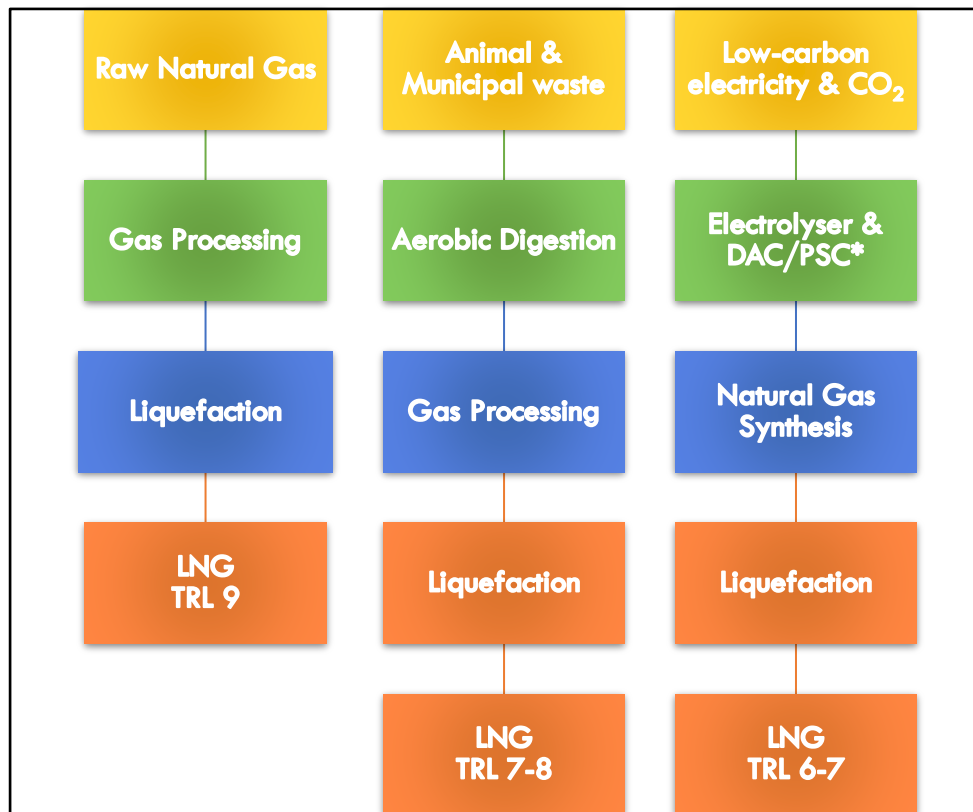 Raw Natural Gas
Gas Processing
Liquefaction
LNG
TRL 9
Animal &
Municipal waste
Aerobic Digestion
Gas Processing
Liquefaction
LNG
TRL 7-8
Low-carbon
electricity & CO₂
Electrolyser &
DAC/PSC*
Natural Gas
Synthesis
Liquefaction
LNG
TRL 6-7